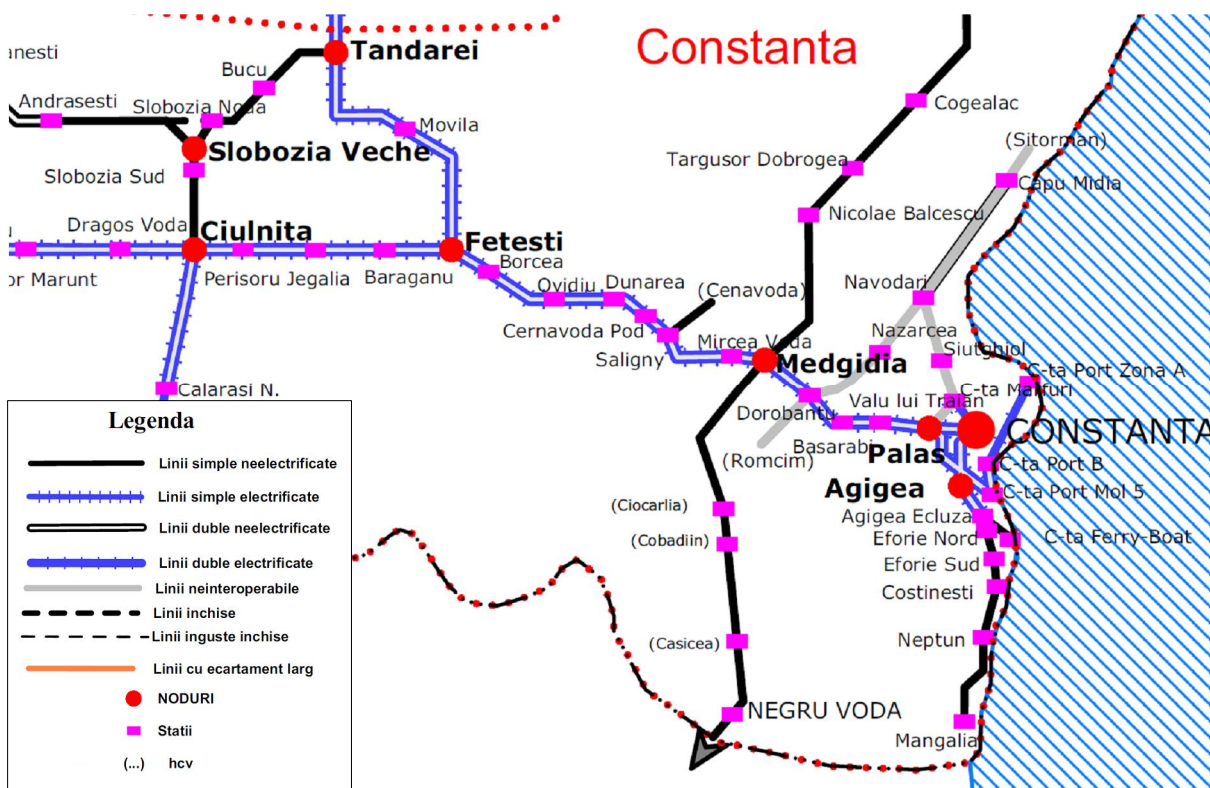 Constanta
anesti
Tandarei
Bucu
Andrasesti
Slobozia Noua
Cogealac
Movila
(Sitorman)
Slobozia Veche
Targusor Dobrogea
Slobozia Sud
Capu Midia
Nicolae Balcescu
Dragos Voda
Ciulnita
Fetesti
Borcea
or Marunt
Perisoru Jegalia
Baraganu
Ovidiu
Dunarea
(Cenavoda)
Navodari
Cernavoda Pod
Mircea Voda
Nazarcea
Saligny
Medgidia
Siutghiol
C-ta Port Zona A
Calarasi N.
C-ta Marfuri
Dorobantu
Valu lui Traian
CONSTANTA
Basarabi
Palas
(Romcim)
C-ta Port B
Agigea
C-ta Port Mol 5
(Ciocarlia)
Agigea Ecluza
(Cobadiin)
Eforie Nord
C-ta Ferry-Boat
Eforie Sud
Costinesti
Neptun
(Casicea)
NEGRU VODA
Mangalia
Legenda
Linii simple neelectrificate
Linii simple electrificate
Linii duble neelectrificate
Linii duble electrificate
Linii neinteroperabile
Linii inchise
Linii inguste inchise
Linii cu ecartament larg
NODURI
Statii
(...) hcv